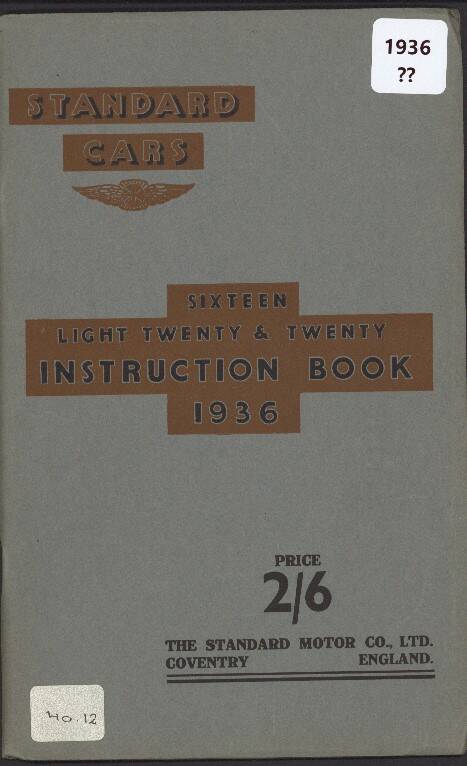 1936
??
STANDARD
CARS
SIXTEEN
LIGHT TWENTY & TWENTY
INSTRUCTION BOOK
1936
PRICE
2/6
THE STANDARD MOTOR CO., LTD.
COVENTRY ENGLAND.
40.12